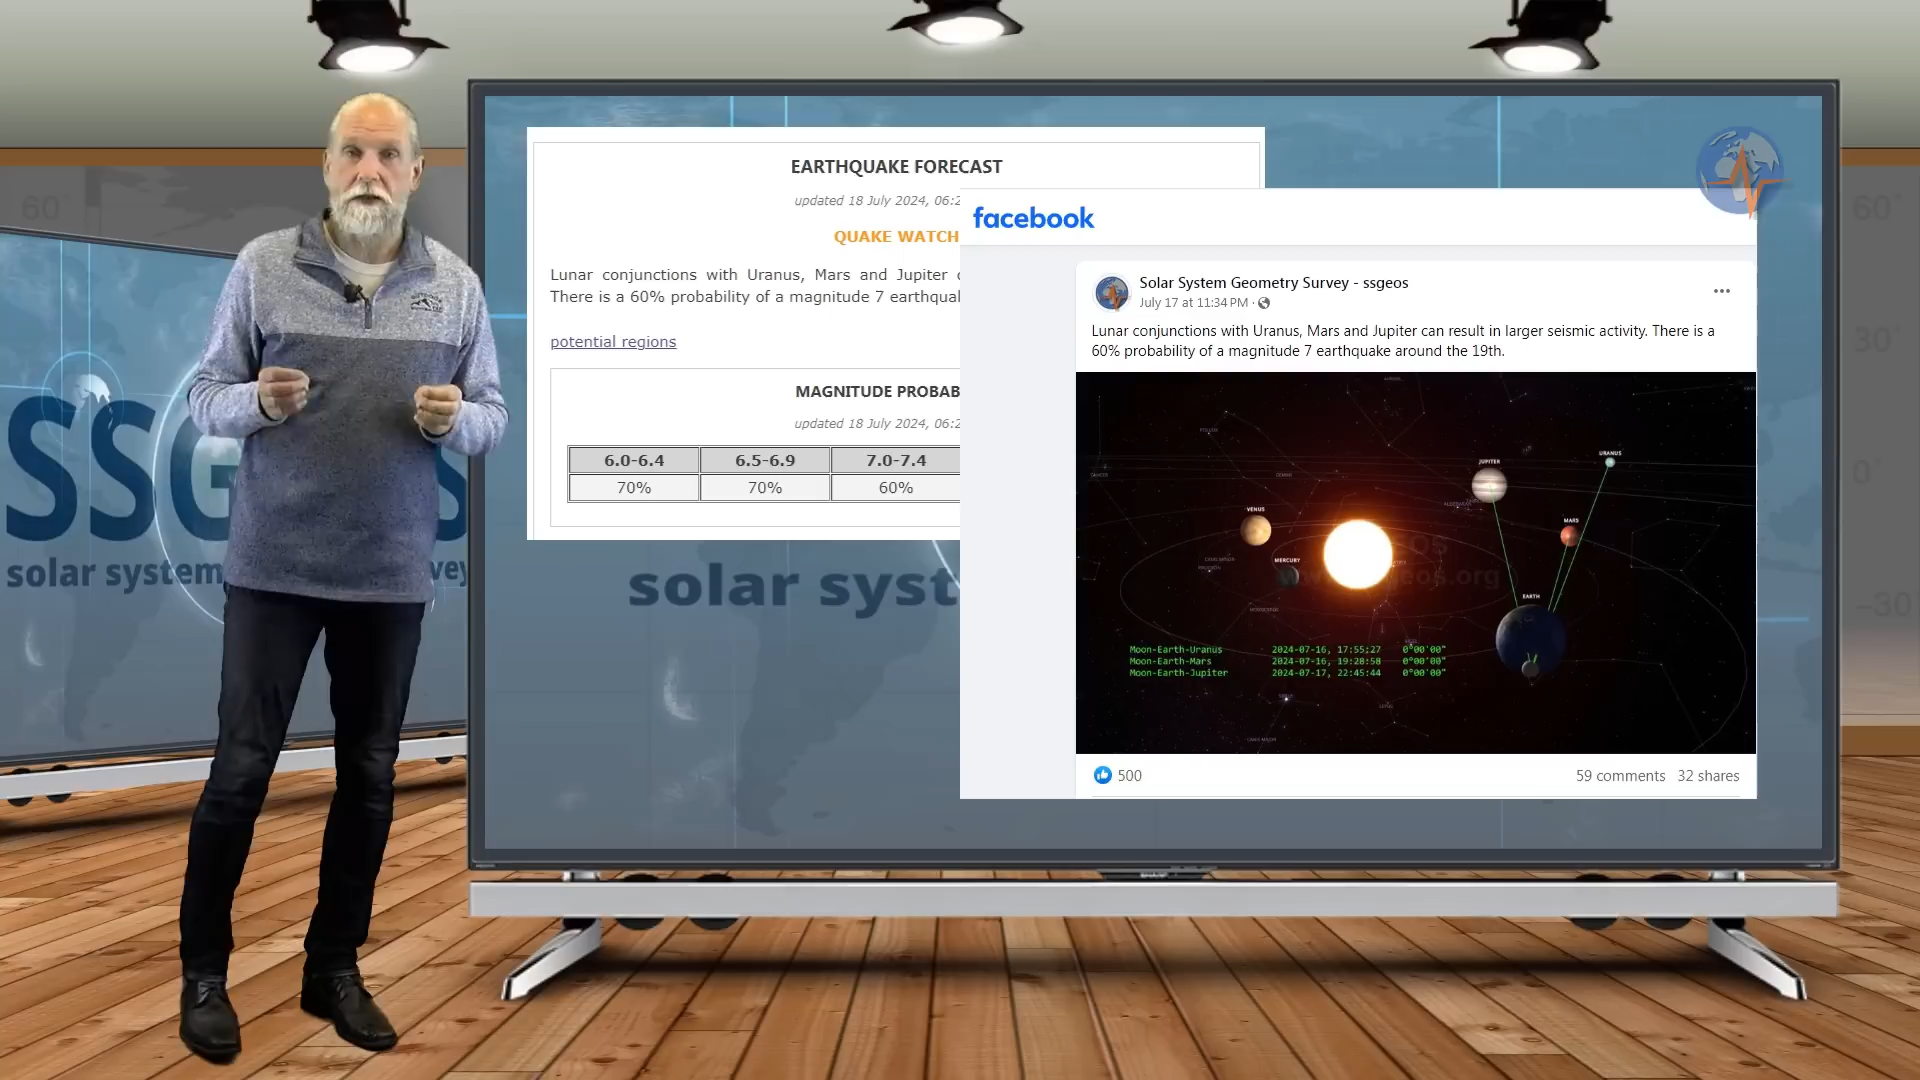 EARTHQUAKE FORECAST
updated 18 July 2024, 06:2
QUAKE WATCH
Lunar conjunctions with Uranus, Mars and Jupiter
There is a 60% probability of a magnitude 7 earthqual
potential regions
MAGNITUDE PROBAB
updated 18 July 2024, 06:2
6.0-6.4 6.5-6.9 7.0-7.4
70% 70% 60%
facebook
Solar System Geometry Survey - ssgeos
July 17 at 11:34 PM
Lunar conjunctions with Uranus, Mars and Jupiter can result in larger seismic activity. There is a
60% probability of a magnitude 7 earthquake around the 19th.
JUPITER
URANUS
VENUS
MARS
MERCURY
EARTH
Moon-Earth-Uranus 2024-07-16, 17:55:27 0°00'00"
Moon-Earth-Mars 2024-07-16, 19:28:58 0°00'00"
Moon-Earth-Jupiter 2024-07-17, 22:45:44 0°00'00"
500
59 comments 32 shares
solar syst
SSG S
solar system vey
60°
60°
30°
0°
-30°
SHARP